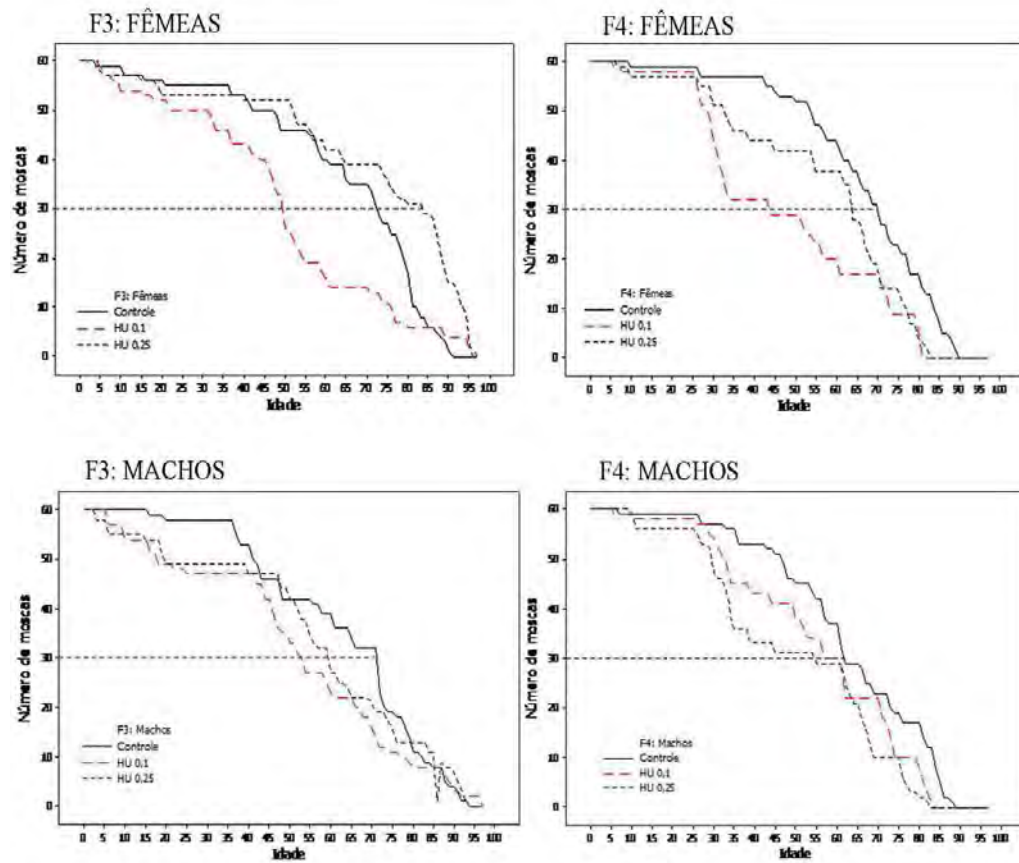 F3: FÊMEAS
Número de moscas
60
50
40
30
20
10
0
F3: Fêmeas
Controle
HU 0,1
HU 0,25
0 5 10 15 20 25 30 35 40 45 50 55 60 65 70 75 80 85 90 95 100
Idade
F4: FÊMEAS
Número de moscas
60
50
40
30
20
10
0
F4: Fêmeas
Controle
HU 0,1
HU 0,25
0 5 10 15 20 25 30 35 40 45 50 55 60 65 70 75 80 85 90 95 100
Idade
F3: MACHOS
Número de moscas
60
50
40
30
20
10
0
F3: Machos
Controle
HU 0,1
HU 0,25
0 5 10 15 20 25 30 35 40 45 50 55 60 65 70 75 80 85 90 95 100
Idade
F4: MACHOS
Número de moscas
60
50
40
30
20
10
0
F4: Machos
Controle
HU 0,1
HU 0,25
0 5 10 15 20 25 30 35 40 45 50 55 60 65 70 75 80 85 90 95 100
Idade